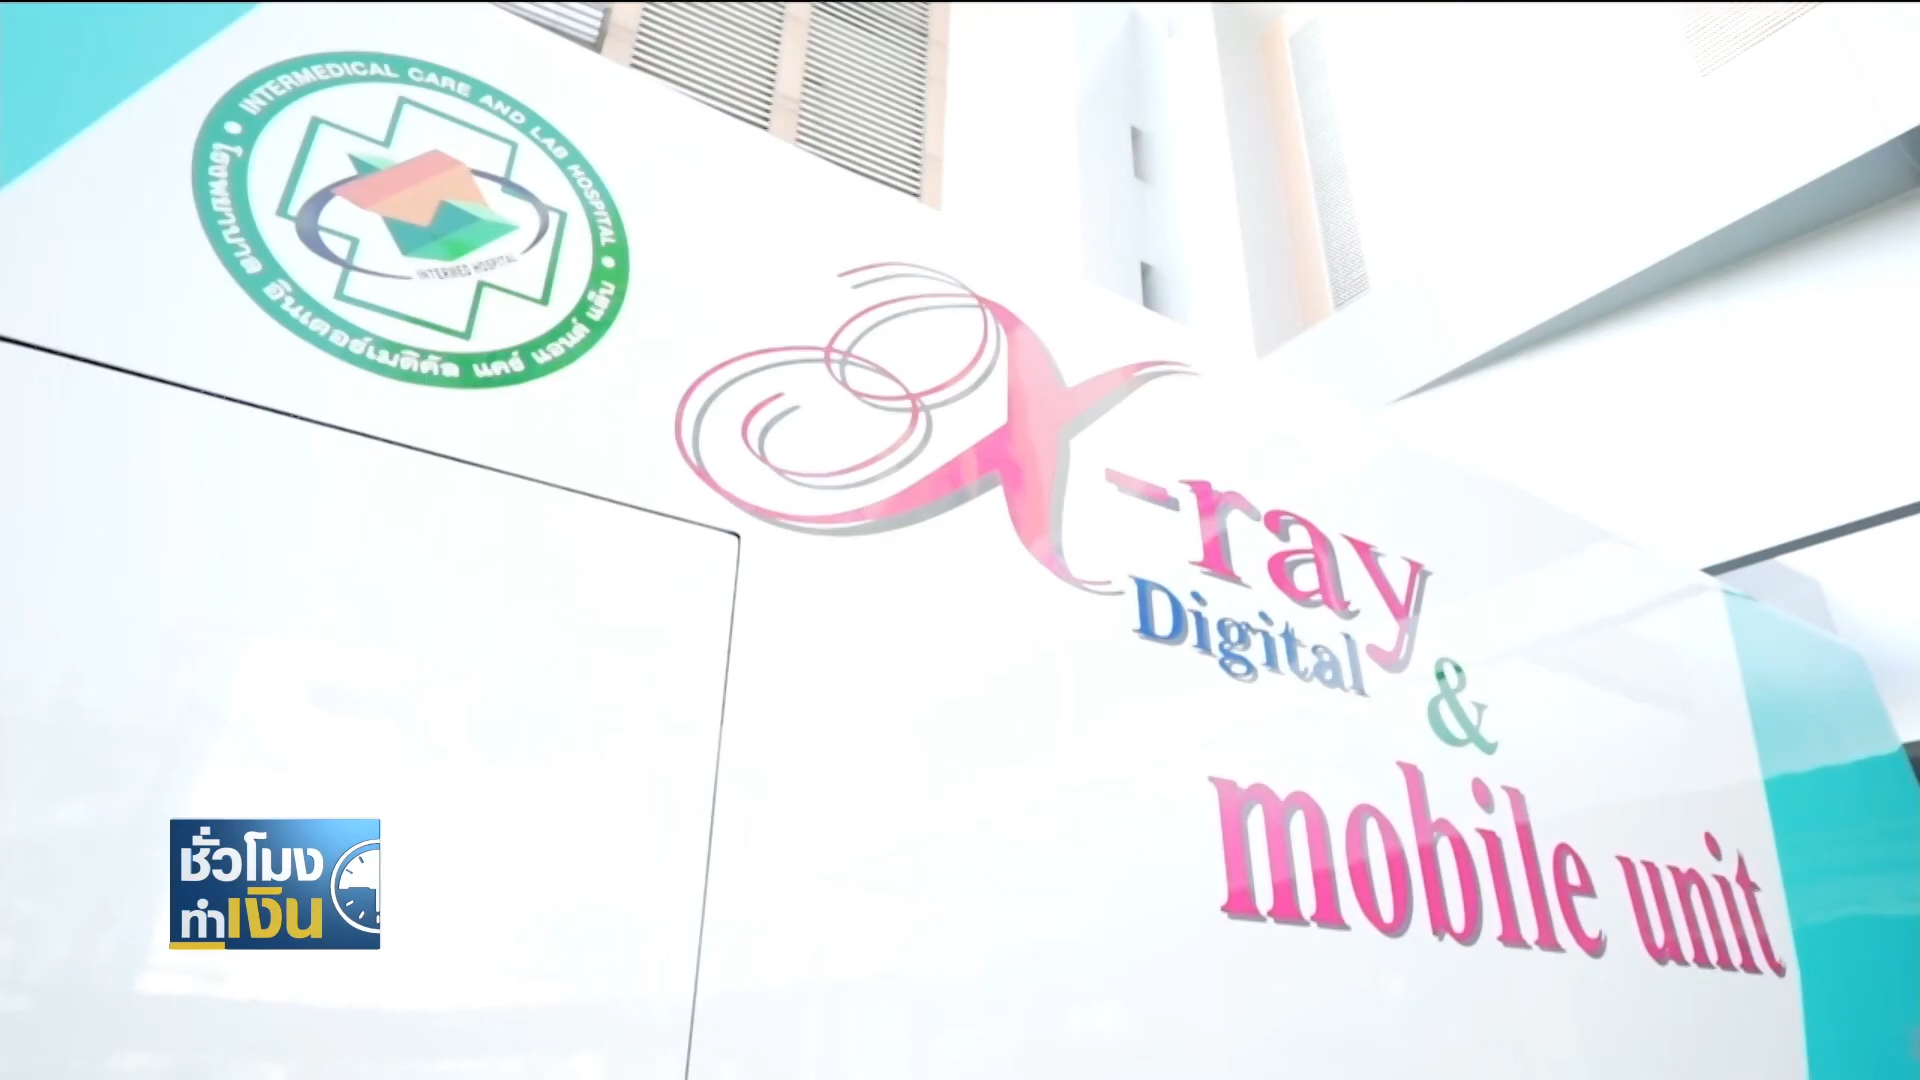 INTERMEDICAL CARE AND LAB HOSPITAL
โรงพยาบาล อินเตอร์เมดิคัล แคร์ แอนด์ แล็บ
INTERMED HOSPITAL
X-ray
Digital
&
mobile unit
ชั่วโมง
ทำเงิน